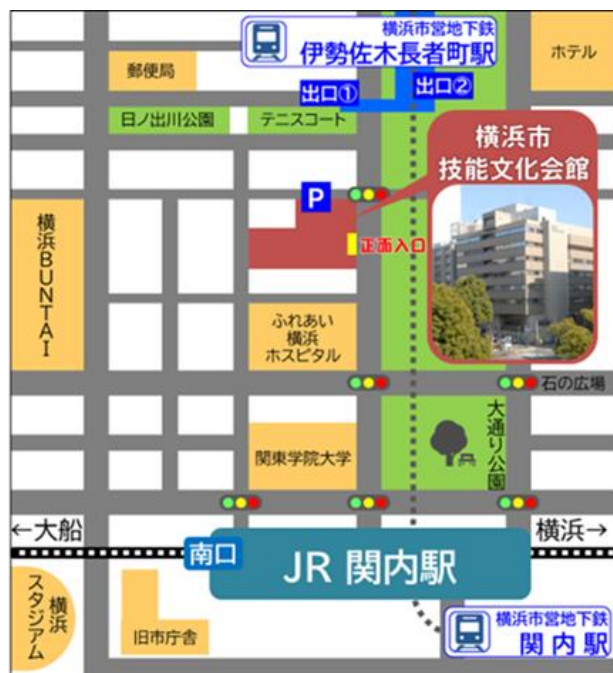 横浜市営地下鉄
伊勢佐木長者町駅
ホテル
郵便局
出口①
出口②
日ノ出川公園
テニスコート
横浜市
技能文化会館
P
正面入口
横浜BUNTAI
ふれあい
横浜
ホスピタル
石の広場
大通り公園
関東学院大学
←大船
横浜→
南口
JR 関内駅
横浜
スタジアム
旧市庁舎
横浜市営地下鉄
関内駅